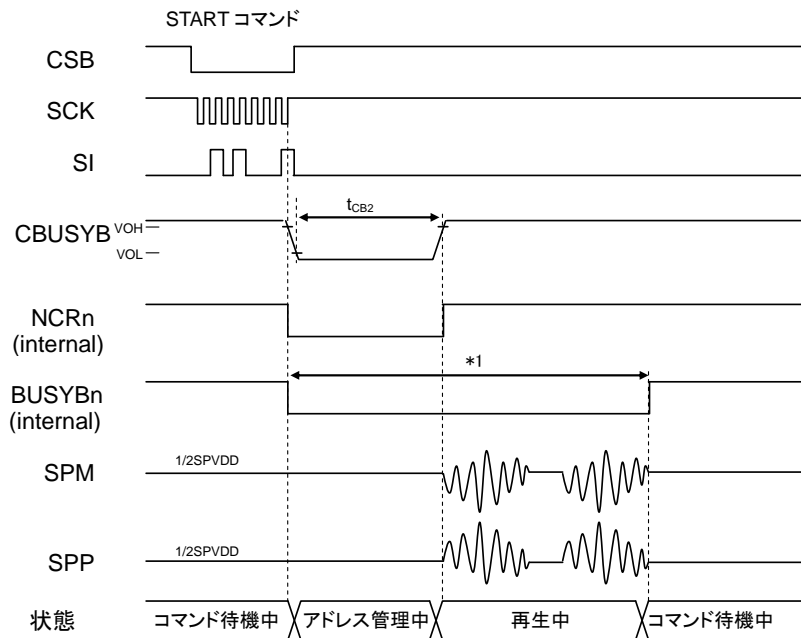 START コマンド
CSB
SCK
SI
tCB2
CBUSYB
VOH
VOL
NCRn
(internal)
*1
BUSYBn
(internal)
1/2SPVDD
SPM
1/2SPVDD
SPP
状態 コマンド待機中 アドレス管理中 再生中 コマンド待機中